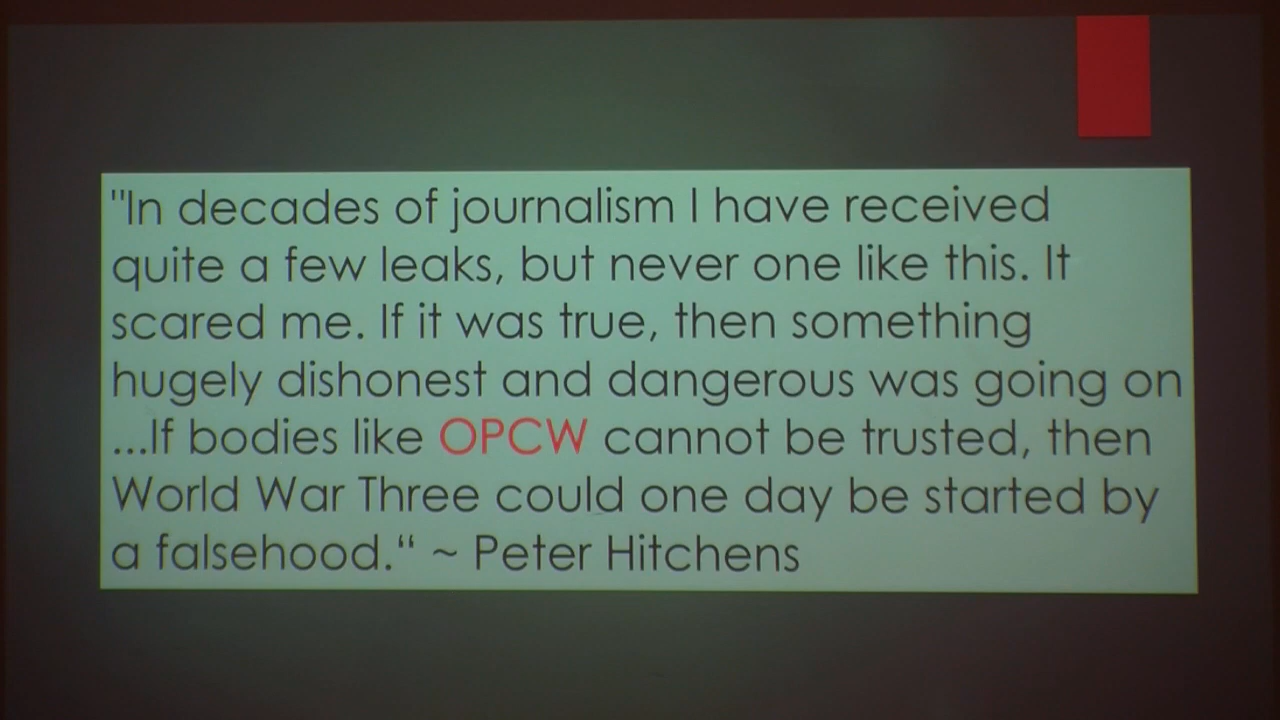 "In decades of journalism I have received
quite a few leaks, but never one like this. It
scared me. If it was true, then something
hugely dishonest and dangerous was going on
...If bodies like OPCW cannot be trusted, then
World War Three could one day be started by
a falsehood.“ ~ Peter Hitchens